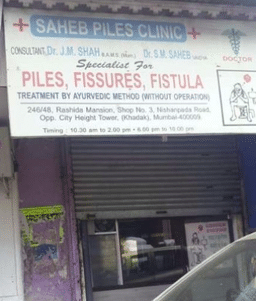 SAHEB PILES CLINIC
CONSULTANT, Dr. J.M. SHAH B.A.M.S. (Mum.) Dr. S.M. SAHEB
DOCTOR
Specialist For
PILES, FISSURES, FISTULA
TREATMENT BY AYURVEDIC METHOD (WITHOUT OPERATION)
246/48, Rashida Mansion, Shop No. 3, Nishanpada Road,
Opp. City Height Tower, (Khadak), Mumbai-400009
Timing : 10.30 am to 2.00 pm • 6.00 pm to 10.00 pm